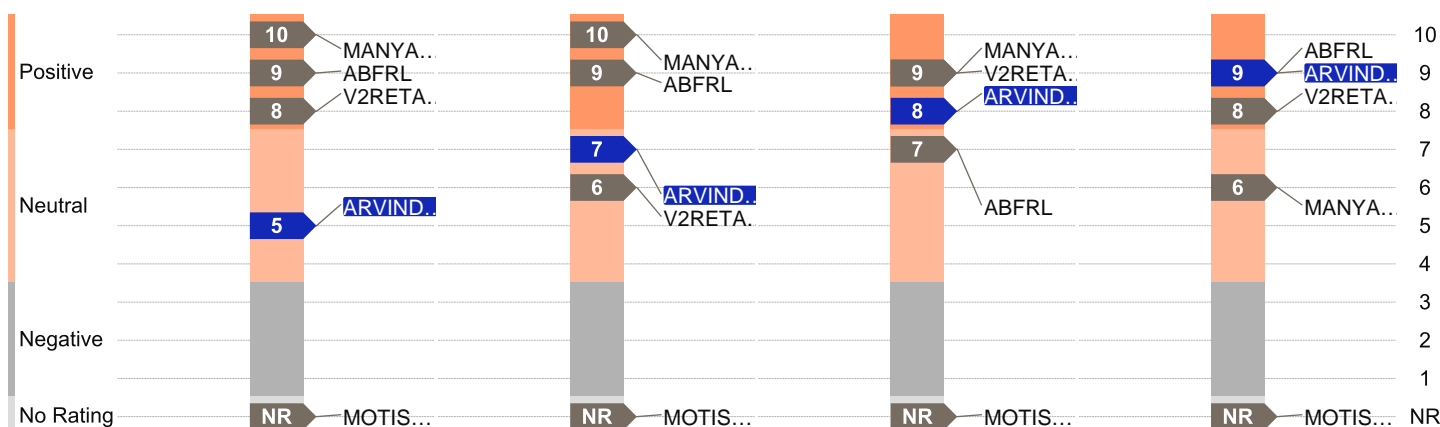 10
10
10
MANYA…
MANYA…
ABFRL
MANYA..
Positive
9
ABFRL
9
ABFRL
9
V2RETA..
9
ARVIND..
9
V2RETA..
ARVIND..
V2RETA..
8
8
8
8
7
7
7
Neutral
5
ARVIND..
6
ARVIND..
V2RETA..
ABFRL
6
MANYA…
6
5
4
3
Negative
2
1
No Rating
NR
MOTIS…
NR
MOTIS…
NR
MOTIS…
NR
MOTIS…
NR